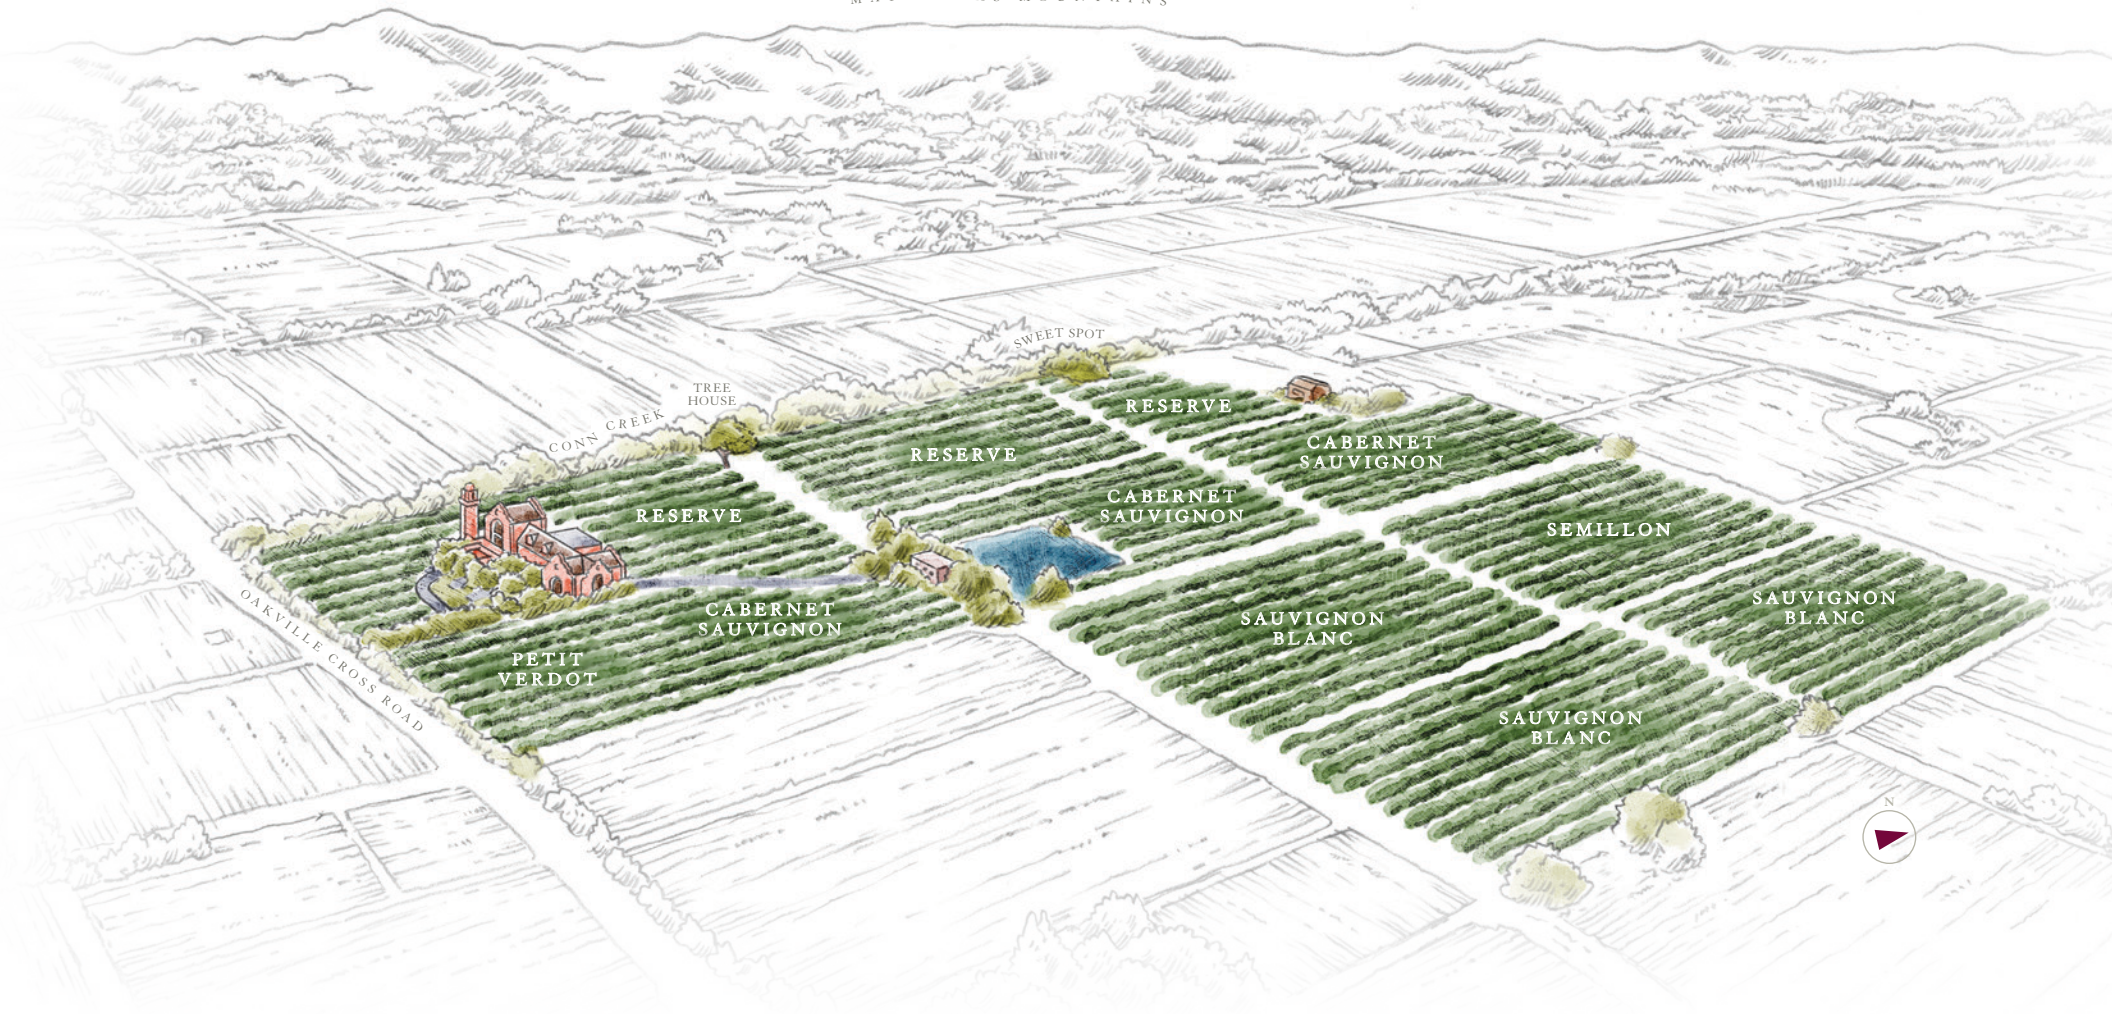 SWEET SPOT
TREE
HOUSE
CONN CREEK
RESERVE
RESERVE
CABERNET
SAUVIGNON
RESERVE
CABERNET
SAUVIGNON
SEMILLON
SAUVIGNON
BLANC
CABERNET
SAUVIGNON
SAUVIGNON
BLANC
PETIT
VERDOT
OAKVILLE CROSS ROAD
SAUVIGNON
BLANC
N